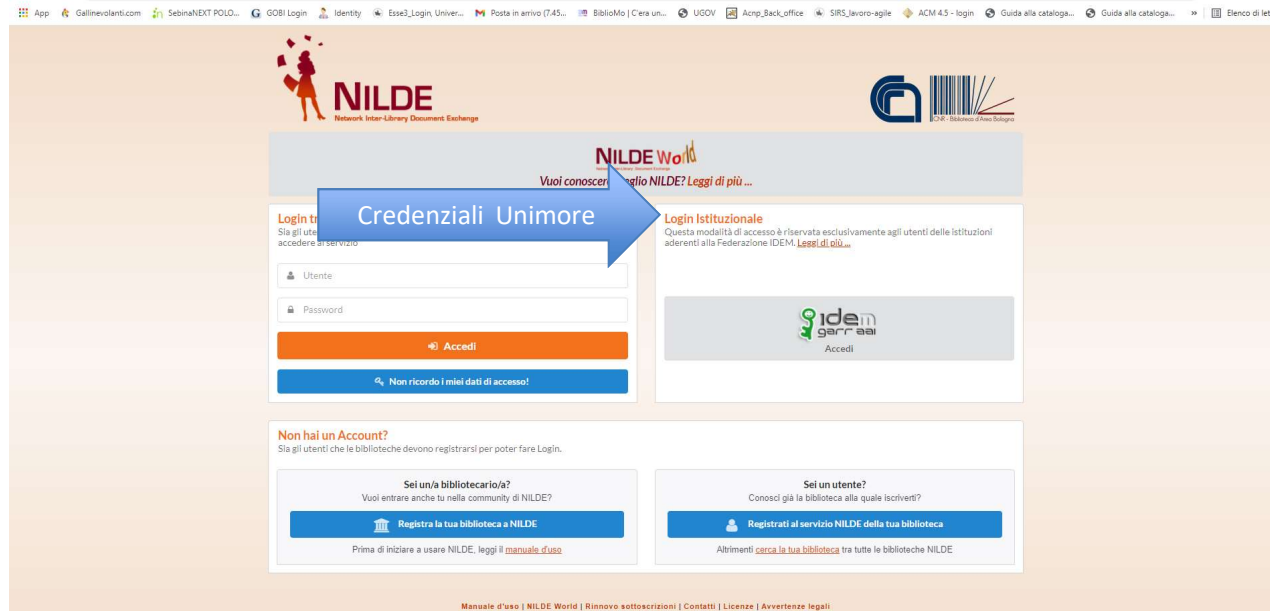 App Gallinevolanti.com SebinaNEXT POLO... GOBI Login Identity Esse3_Login, Univer... Posta in arrivo (7.45... BiblioMo | C'era un... UGOV Acnp_Back_office SIRS_lavoro-agile ACM 4.5 - login Guida alla cataloga... Guida alla cataloga... » Elenco di let
NILDE
Network Inter-Library Document Exchange
CNR - Biblioteca d'Area Bologna
NILDE World
Network Inter-Library Document Exchange
Vuoi conoscere meglio NILDE? Leggi di più ...
Credenziali Unimore
Login tr
Sia gli ute
accedere al servizio
Utente
Password
Accedi
Non ricordo i miei dati di accesso!
Login Istituzionale
Questa modalità di accesso è riservata esclusivamente agli utenti delle istituzioni
aderenti alla Federazione IDEM. Leggi di più ...
idem
garr aai
Accedi
Non hai un Account?
Sia gli utenti che le biblioteche devono registrarsi per poter fare Login.
Sei un/a bibliotecario/a?
Vuoi entrare anche tu nella community di NILDE?
Registra la tua biblioteca a NILDE
Prima di iniziare a usare NILDE, leggi il manuale d'uso
Sei un utente?
Conosci già la biblioteca alla quale iscriverti?
Registrati al servizio NILDE della tua biblioteca
Altrimenti cerca la tua biblioteca tra tutte le biblioteche NILDE
Manuale d'uso | NILDE World | Rinnovo sottoscrizioni | Contatti | Licenze | Avvertenze legali